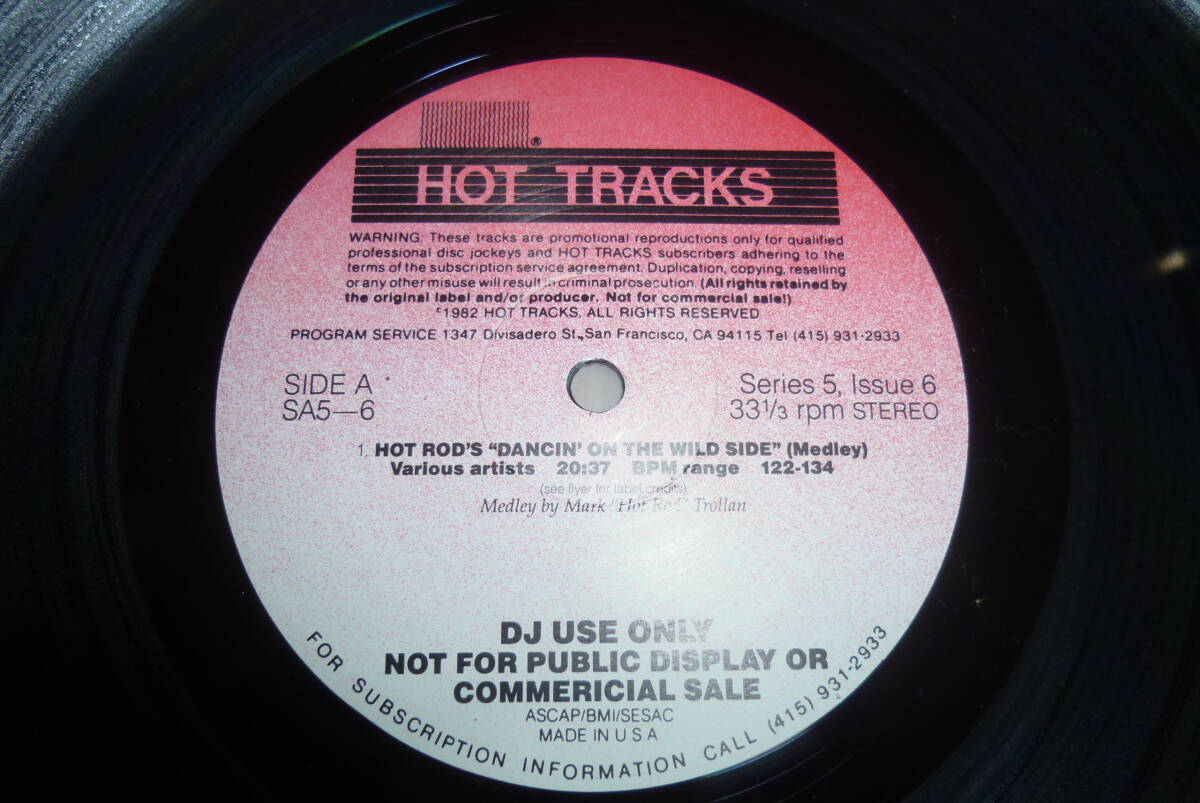 ®
HOT TRACKS
WARNING: These tracks are promotional reproductions only for qualified
professional disc jockeys and HOT TRACKS subscribers adhering to the
terms of the subscription service agreement. Duplication, copying, reselling
or any other misuse will result in criminal prosecution. (All rights retained by
the original label and/or producer. Not for commercial sale!)
©1982 HOT TRACKS. ALL RIGHTS RESERVED
PROGRAM SERVICE 1347 Divisadero St., San Francisco, CA 94115 Tel (415) 931-2933
SIDE A
SA5—6
Series 5, Issue 6
33 1/3 rpm STEREO
1. HOT ROD'S "DANCIN' ON THE WILD SIDE" (Medley)
Various artists 20:37 BPM range 122-134
(see flyer for label credits)
Medley by Mark "Hot Rod" Trollan
DJ USE ONLY
NOT FOR PUBLIC DISPLAY OR
COMMERICIAL SALE
ASCAP/BMI/SESAC
MADE IN U.S.A.
FOR SUBSCRIPTION INFORMATION CALL (415) 931-2933